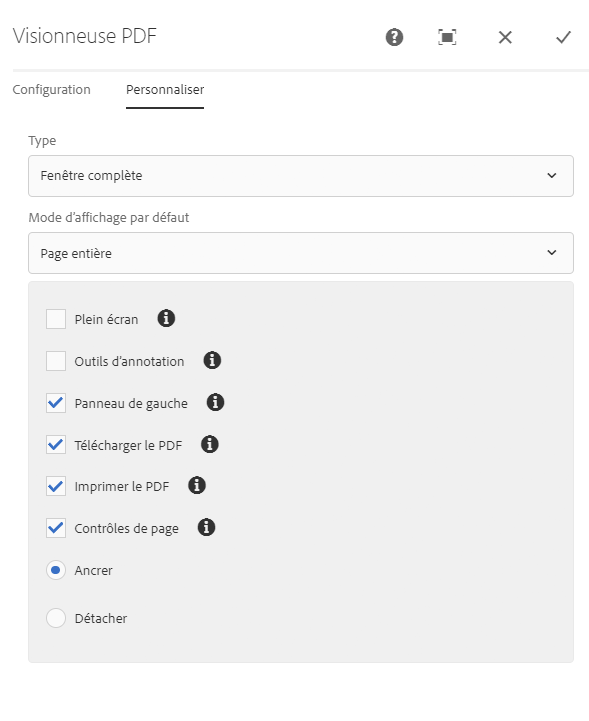 Visionneuse PDF
Configuration Personnaliser
Type
Fenêtre complète
Mode d’affichage par défaut
Page entière
Plein écran
Outils d’annotation
Panneau de gauche
Télécharger le PDF
Imprimer le PDF
Contrôles de page
Ancrer
Détacher